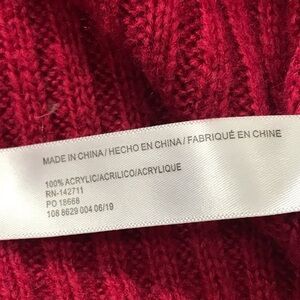 MADE IN CHINA / HECHO EN CHINA / FABRIQUÉ EN CHINE
100% ACRYLIC/ACRILICO/ACRYLIQUE
RN-142711
PO 18668
108 8629 004 06/19